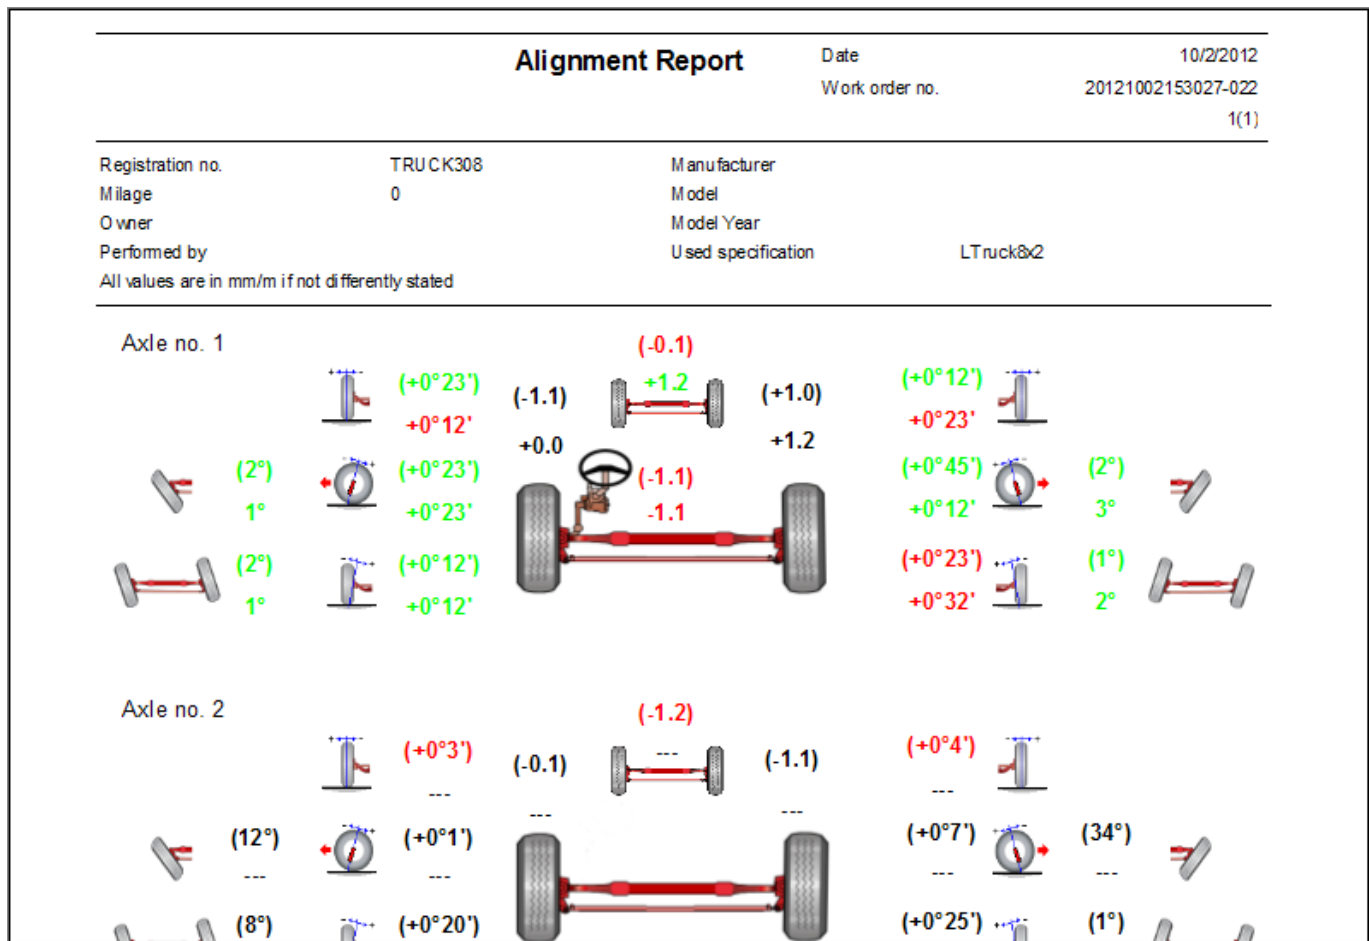 Alignment Report
Date 10/2/2012
Work order no. 20121002153027-022
1(1)
Registration no. TRUCK308 Manufacturer
Milage 0 Model
Owner Model Year
Performed by Used specification LTruck8x2
All values are in mm/m if not differently stated
Axle no. 1
(-0.1)
(+0°23') (-1.1) +1.2 (+1.0) (+0°12')
+0°12' +0.0 +1.2 +0°23'
(2°) (+0°23') (-1.1) (+0°45') (2°)
1° +0°23' -1.1 +0°12' 3°
(2°) (+0°12') (+0°23') (1°)
1° +0°12' +0°32' 2°
Axle no. 2
(-1.2)
(+0°3') (-0.1) --- (-1.1) (+0°4')
--- --- --- ---
(12°) (+0°1') (+0°7') (34°)
--- --- --- ---
(8°) (+0°20') (+0°25') (1°)